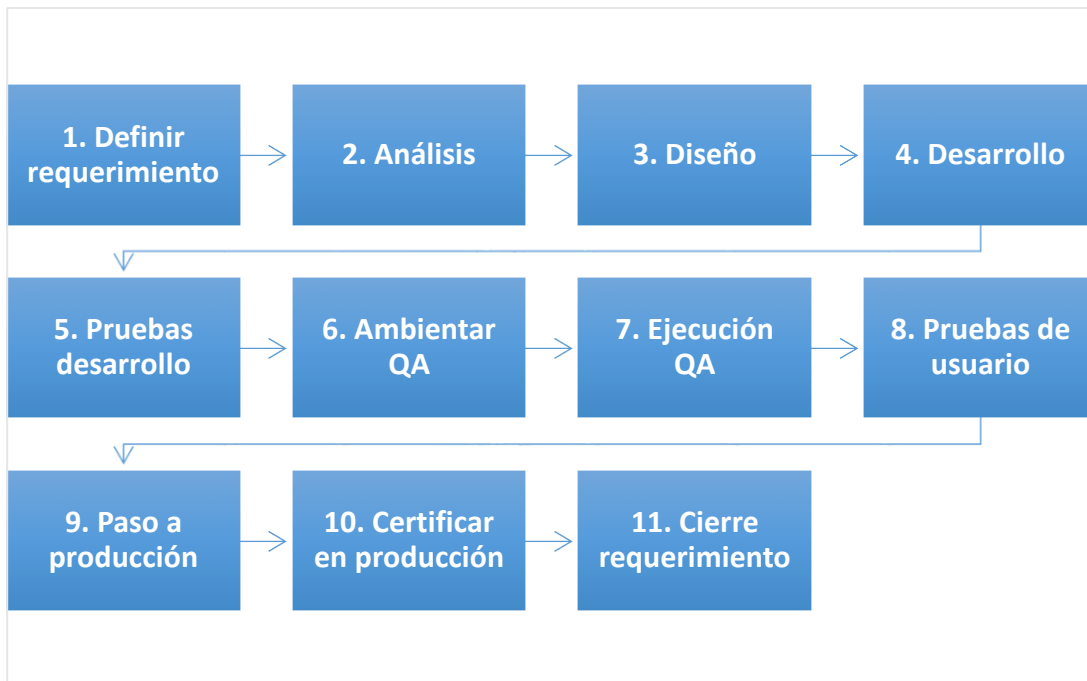 1. Definir
requerimiento
2. Análisis
3. Diseño
4. Desarrollo
5. Pruebas
desarrollo
6. Ambientar
QA
7. Ejecución
QA
8. Pruebas de
usuario
9. Paso a
producción
10. Certificar
en producción
11. Cierre
requerimiento